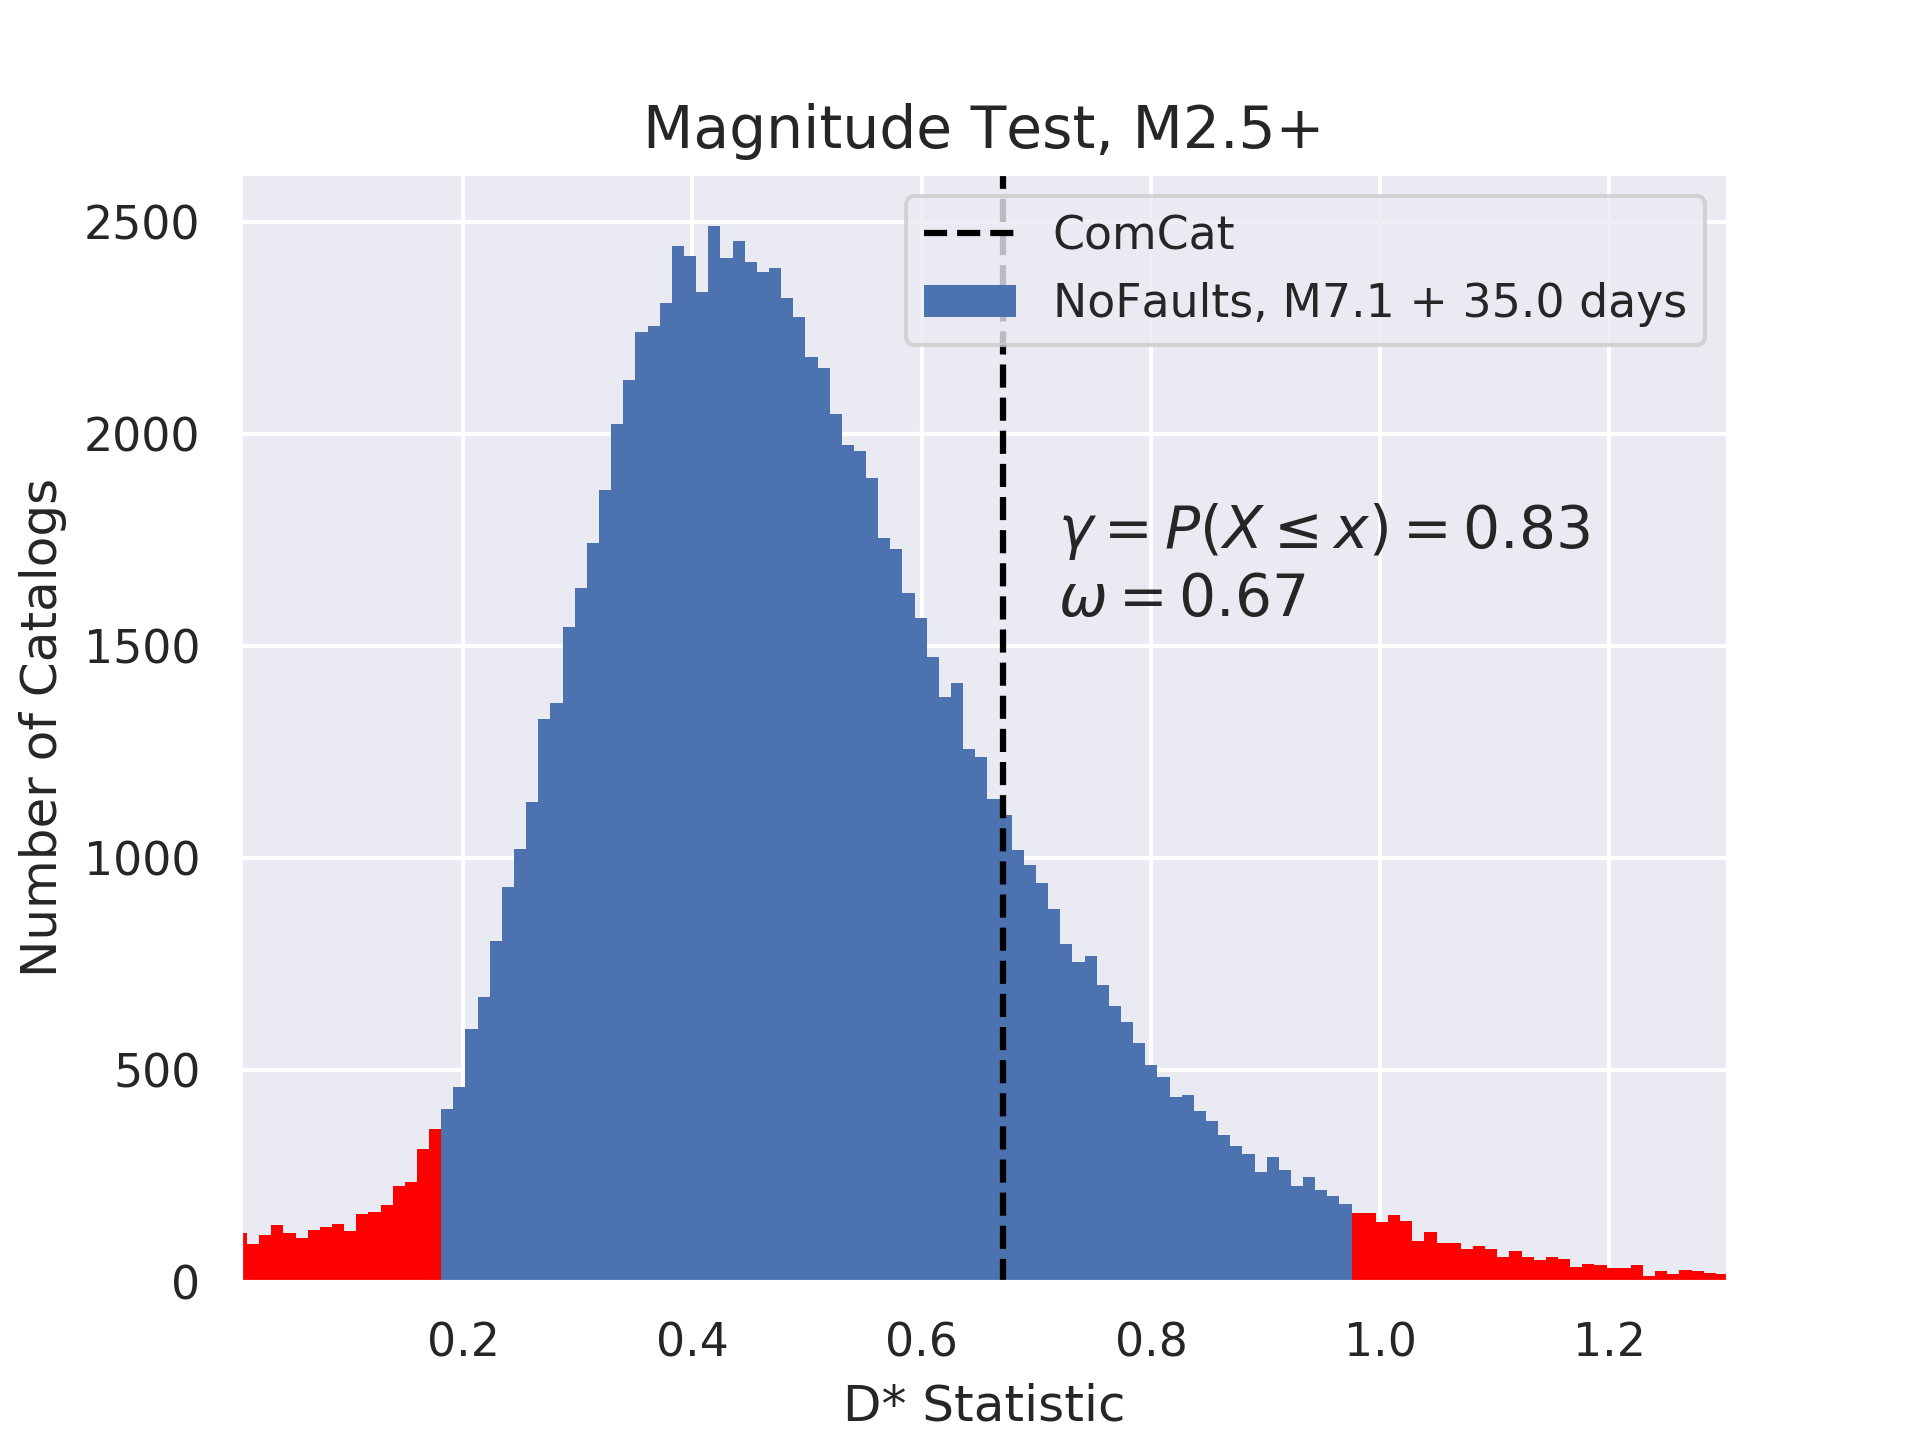 Magnitude Test, M2.5+
ComCat
NoFaults, M7.1 + 35.0 days
γ = P(X ≤ x) = 0.83
ω = 0.67
Number of Catalogs
2500
2000
1500
1000
500
0
0.2 0.4 0.6 0.8 1.0 1.2
D* Statistic